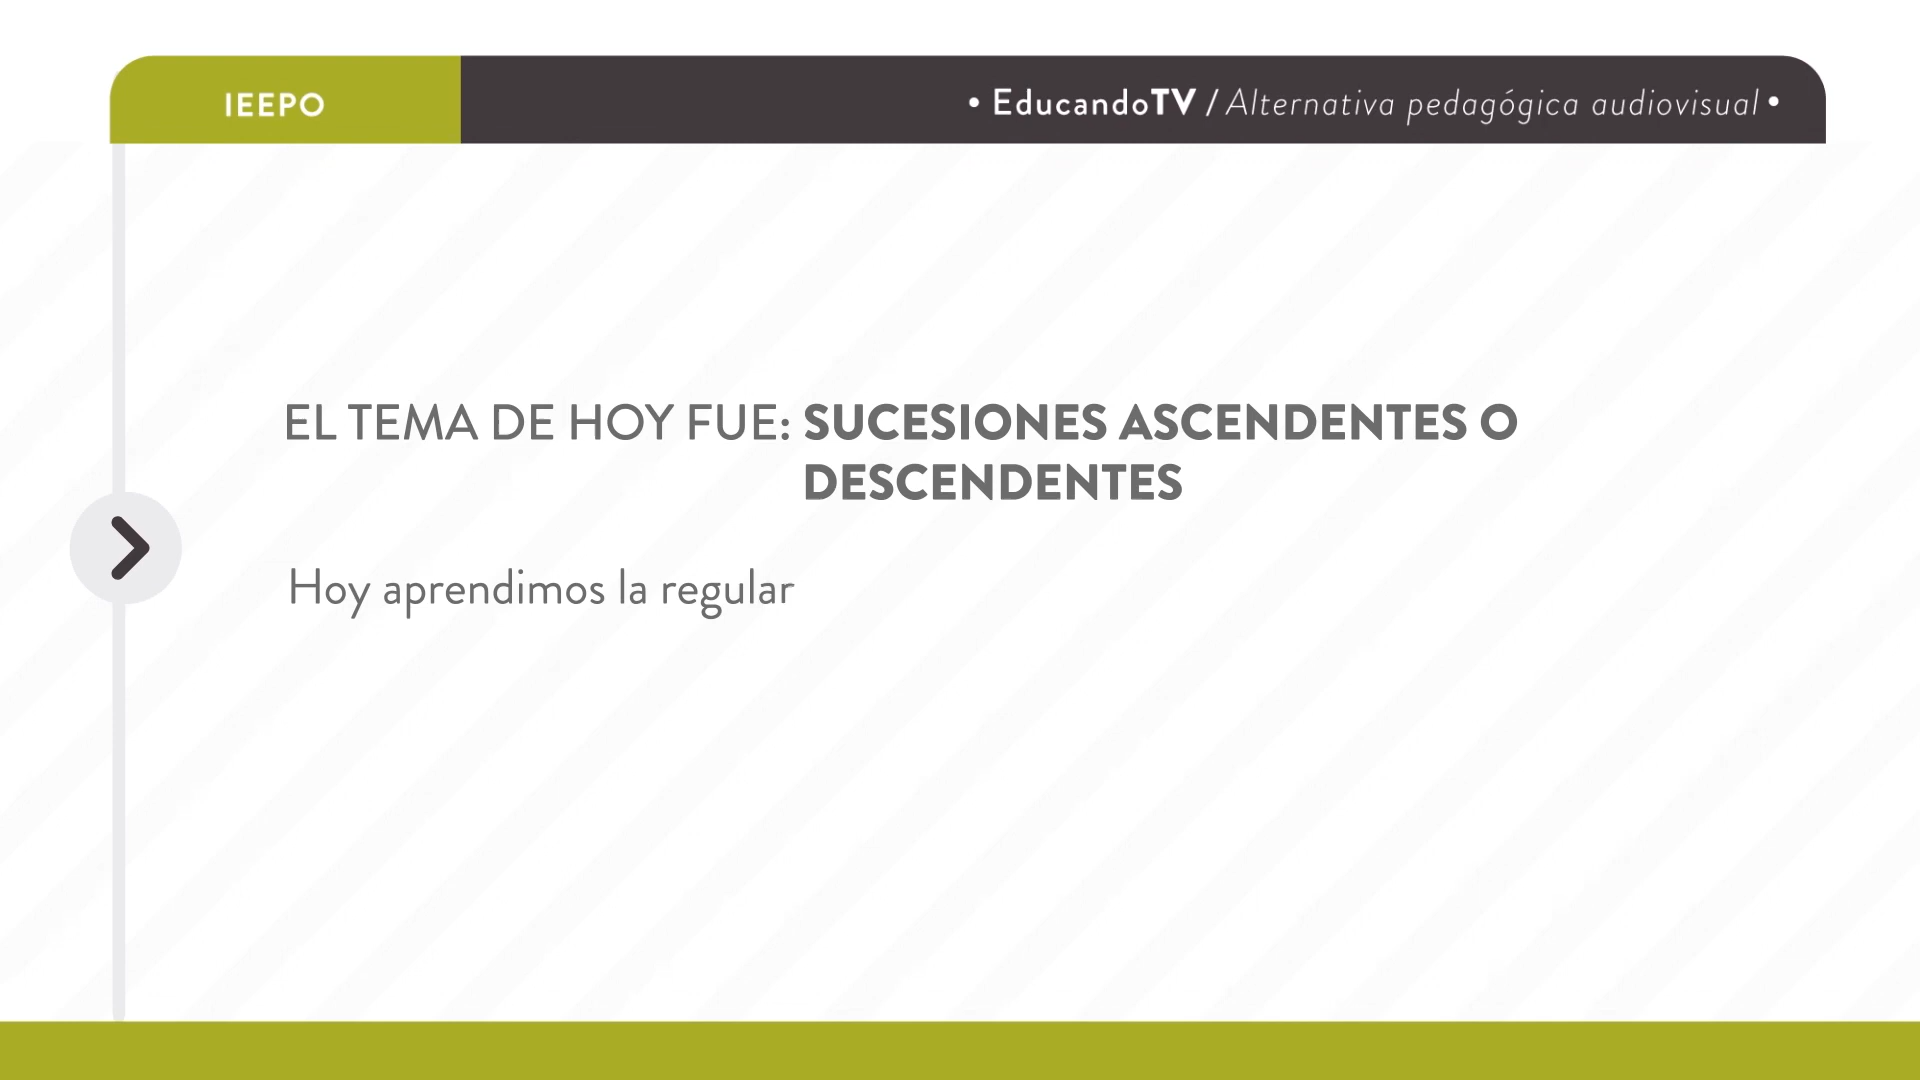 IEEPO
• EducandoTV / Alternativa pedagógica audiovisual •
EL TEMA DE HOY FUE: SUCESIONES ASCENDENTES O
DESCENDENTES
Hoy aprendimos la regular